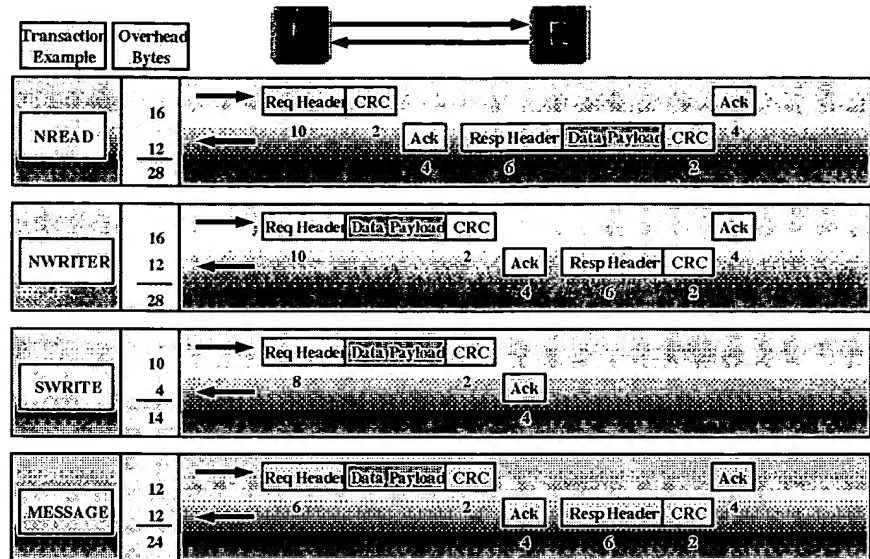 Transaction Example
Overhead Bytes
NREAD
16
12
28
Req Header CRC
Ack
10
2
Ack
Resp Header Data Payload CRC
4
4
6
2
NWRITER
16
12
28
Req Header Data Payload CRC
Ack
10
2
Ack
Resp Header CRC
4
4
6
2
SWRITE
10
4
14
Req Header Data Payload CRC
8
2
Ack
4
MESSAGE
12
12
24
Req Header Data Payload CRC
Ack
6
2
Ack
Resp Header CRC
4
4
6
2